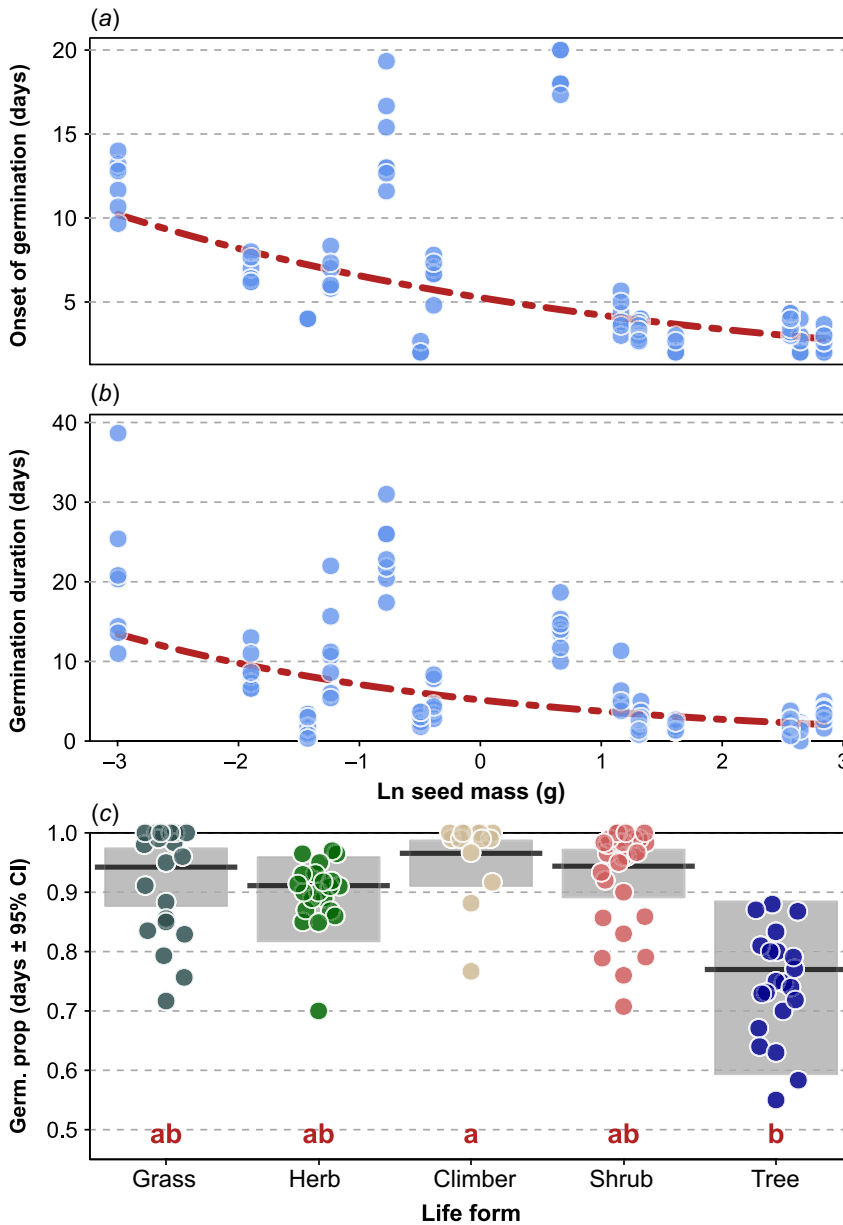 (a)
Onset of germination (days)
20
15
10
5
(b)
Germination duration (days)
40
30
20
10
0
−3 −2 −1 0 1 2 3
Ln seed mass (g)
(c)
Germ. prop (days ± 95% CI)
1.0
0.9
0.8
0.7
0.6
0.5
ab ab a ab b
Grass Herb Climber Shrub Tree
Life form